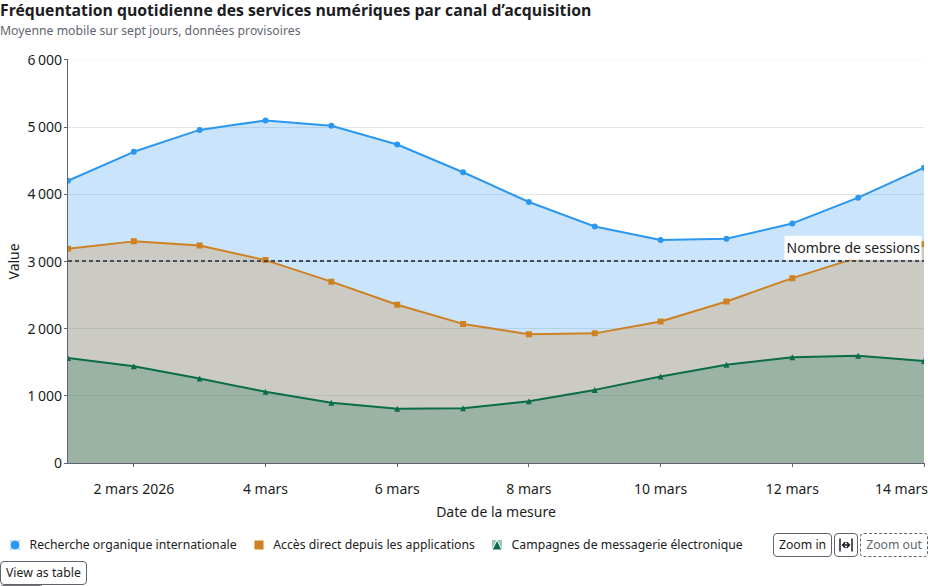 Fréquentation quotidienne des services numériques par canal d’acquisition
Moyenne mobile sur sept jours, données provisoires
6 000
5 000
4 000
3 000
2 000
1 000
0
Value
Nombre de sessions
2 mars 2026
4 mars
6 mars
8 mars
10 mars
12 mars
14 mars
Date de la mesure
Recherche organique internationale
Accès direct depuis les applications
Campagnes de messagerie électronique
Zoom in
Zoom out
View as table